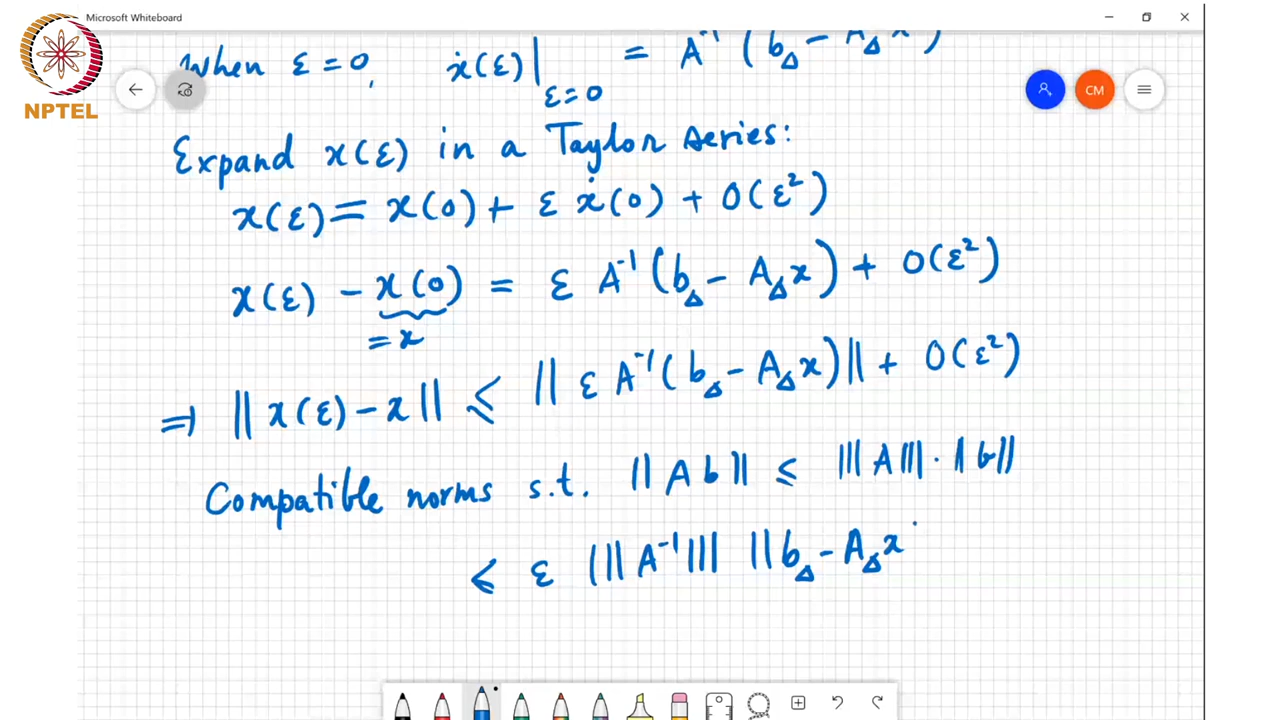 Microsoft Whiteboard
NPTEL
CM
When ε=0, ẋ(ε)|ε=0 = A⁻¹(b_Δ − A_Δ x)
Expand x(ε) in a Taylor series:
x(ε) = x(0) + ε ẋ(0) + O(ε²)
x(ε) − x(0) = ε A⁻¹(b_Δ − A_Δ x) + O(ε²)
= x
⇒ ||x(ε) − x|| ≤ ||ε A⁻¹(b_Δ − A_Δ x)|| + O(ε²)
Compatible norms s.t. ||Ab|| ≤ |||A||| · ||b||
≤ ε |||A⁻¹||| ||b_Δ − A_Δ x